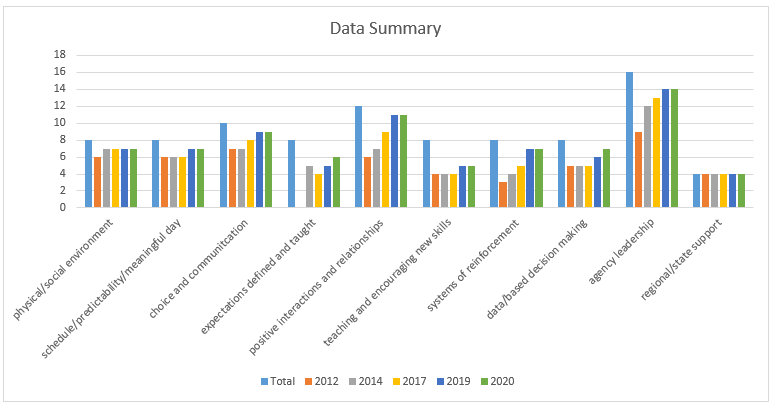 Data Summary
18
16
14
12
10
8
6
4
2
0
physical/social environment
schedule/predictability/meaningful day
choice and communitcation
expectations defined and taught
positive interactions and relationships
teaching and encouraging new skills
systems of reinforcement
data/based decision making
agency leadership
regional/state support
Total 2012 2014 2017 2019 2020